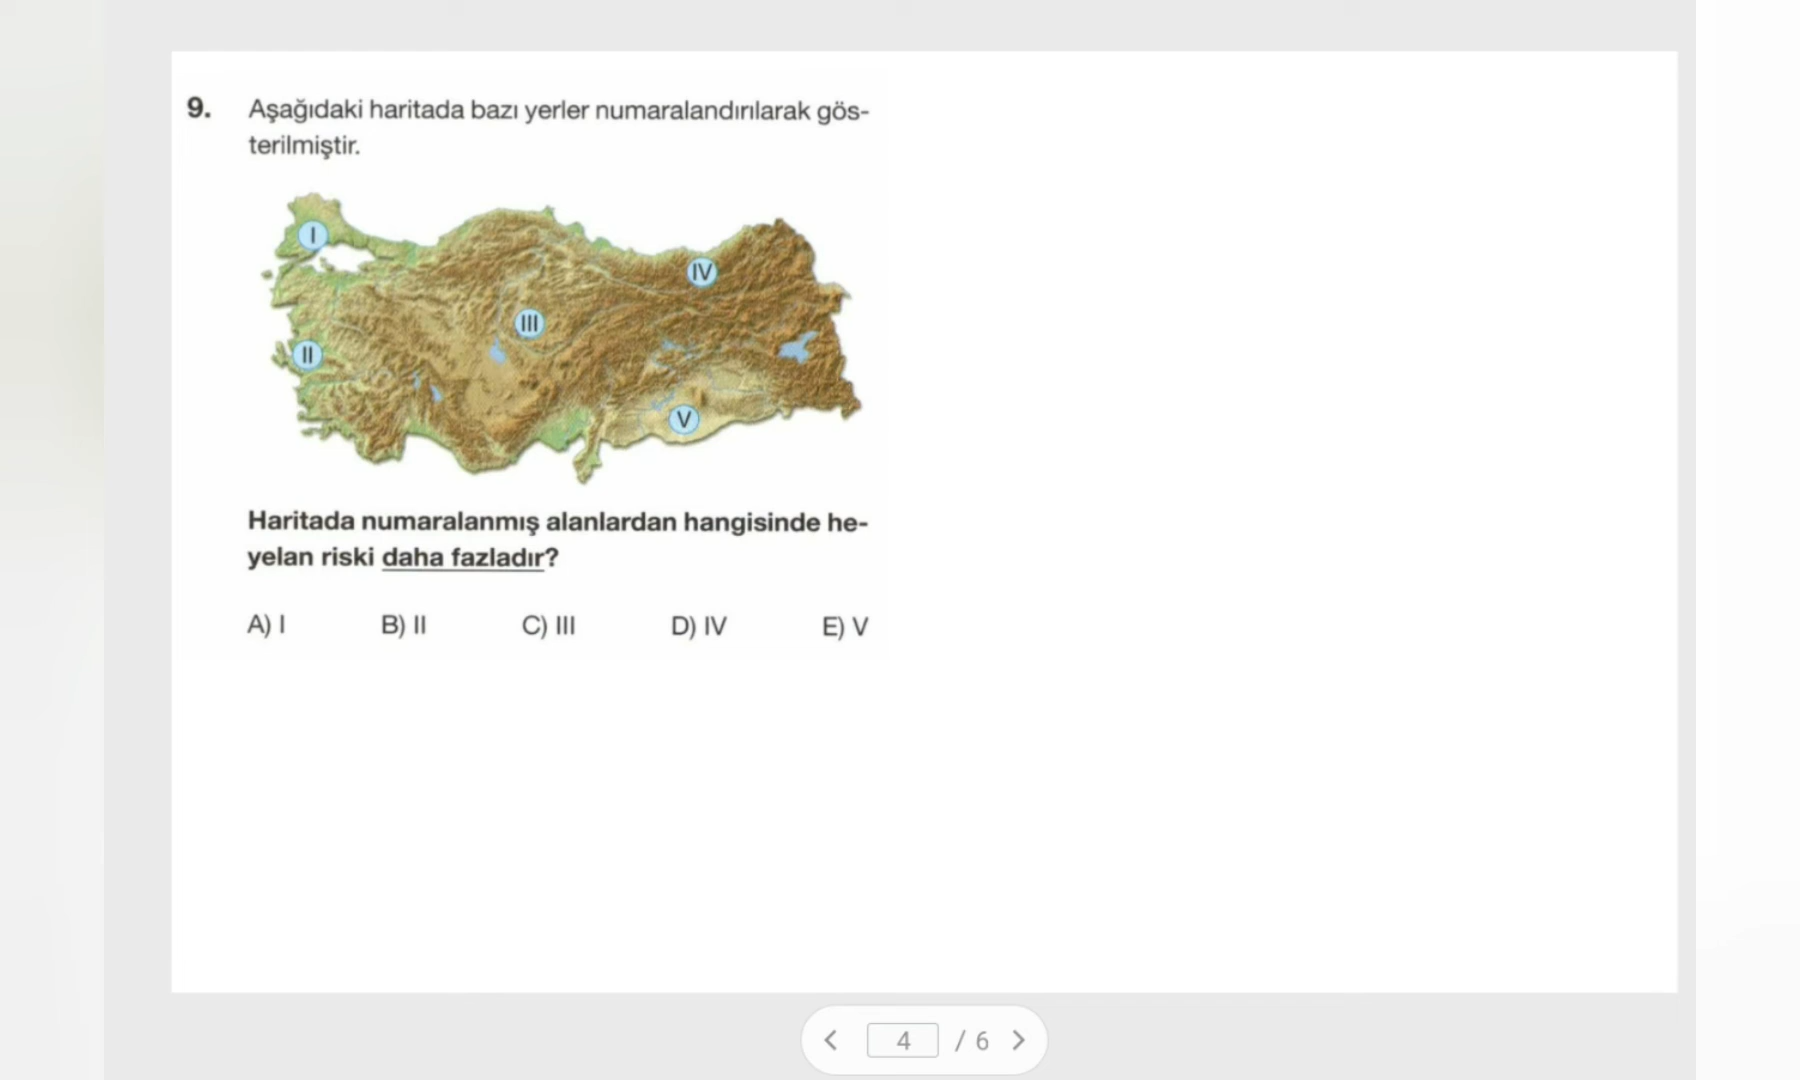 9. Aşağıdaki haritada bazı yerler numaralandırılarak gös-
terilmiştir.
I
IV
III
II
V
Haritada numaralanmış alanlardan hangisinde he-
yelan riski daha fazladır?
A) I B) II C) III D) IV E) V
4 / 6